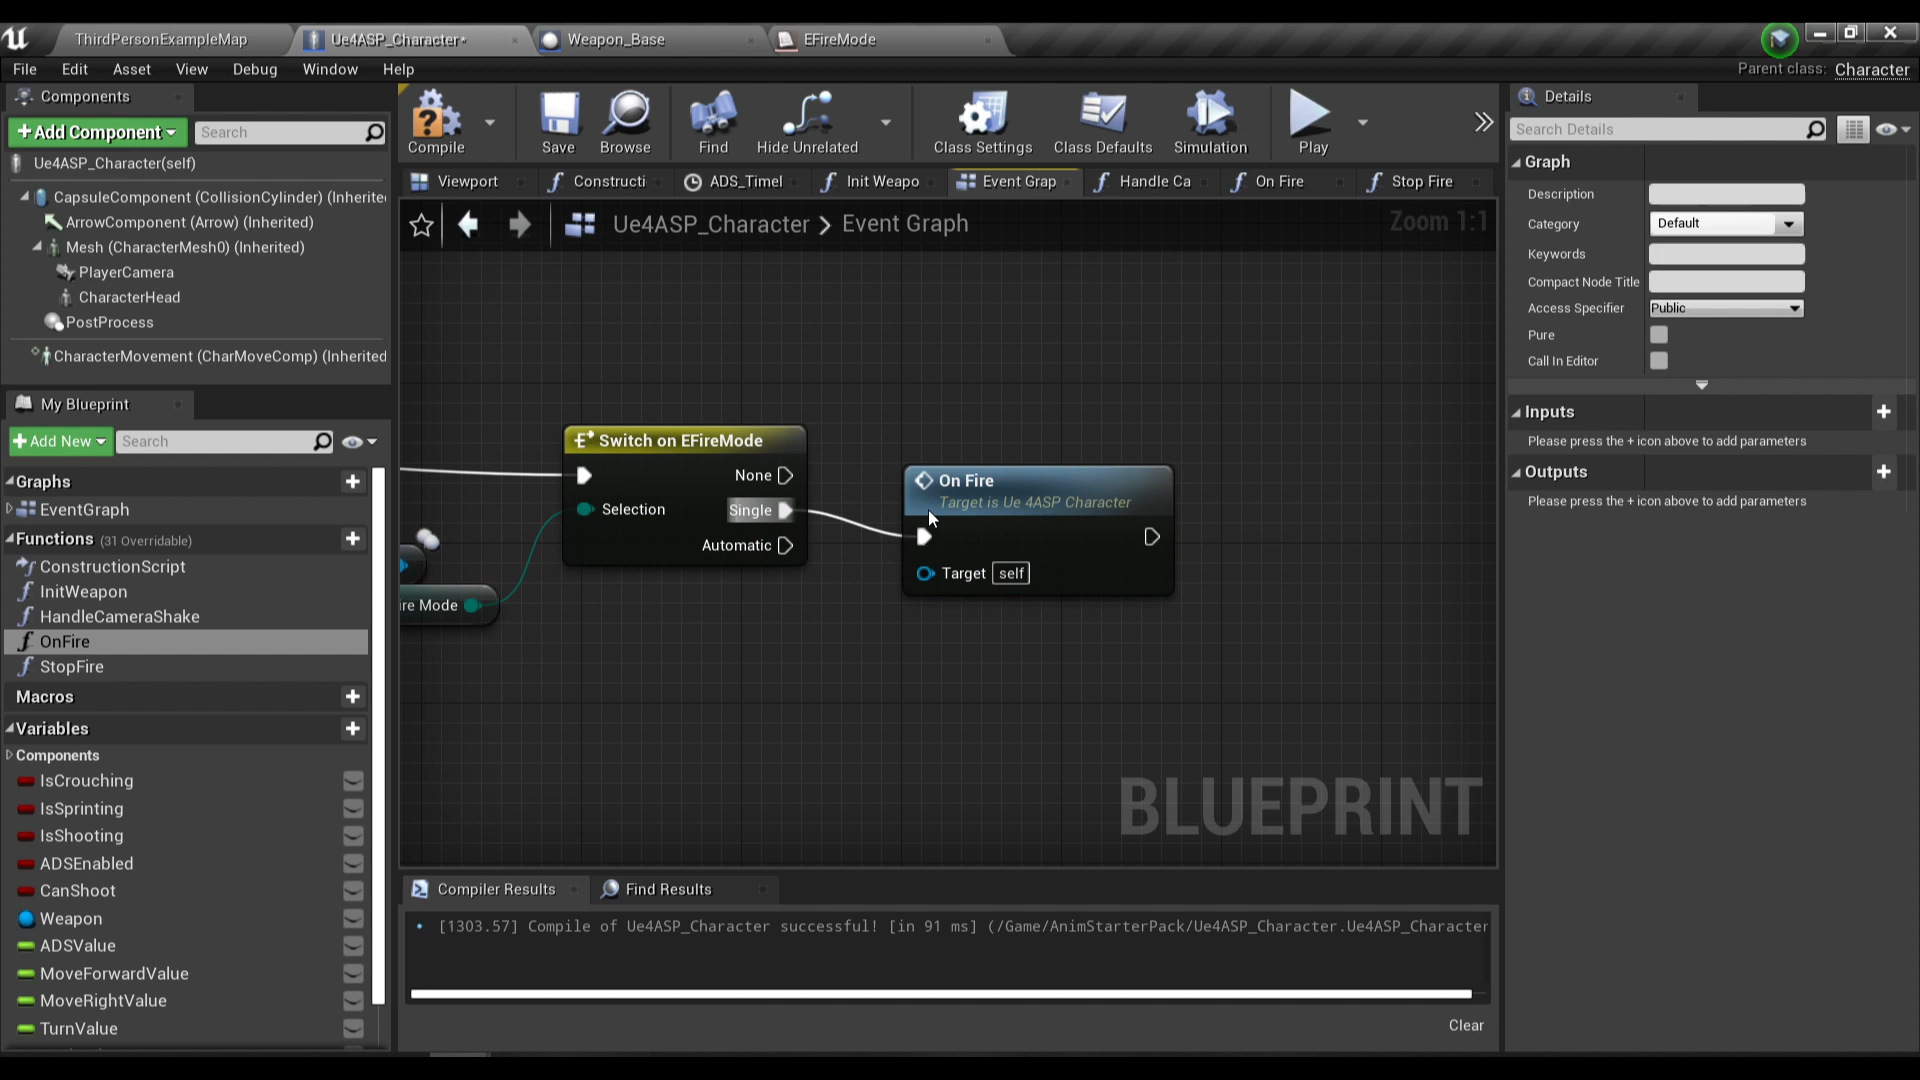 ThirdPersonExampleMap
Ue4ASP_Character*
Weapon_Base
EFireMode
File Edit Asset View Debug Window Help
Parent class: Character
Components
+Add Component
Search
Ue4ASP_Character(self)
CapsuleComponent (CollisionCylinder) (Inherite
ArrowComponent (Arrow) (Inherited)
Mesh (CharacterMesh0) (Inherited)
PlayerCamera
CharacterHead
PostProcess
CharacterMovement (CharMoveComp) (Inherited
My Blueprint
+Add New
Search
Graphs
EventGraph
Functions (31 Overridable)
ConstructionScript
InitWeapon
HandleCameraShake
OnFire
StopFire
Macros
Variables
Components
IsCrouching
IsSprinting
IsShooting
ADSEnabled
CanShoot
Weapon
ADSValue
MoveForwardValue
MoveRightValue
TurnValue
Compile
Save
Browse
Find
Hide Unrelated
Class Settings
Class Defaults
Simulation
Play
Viewport
Constructi
ADS_Timel
Init Weapo
Event Grap
Handle Ca
On Fire
Stop Fire
Ue4ASP_Character > Event Graph
Zoom 1:1
Switch on EFireMode
None
Selection
Single
Automatic
ire Mode
On Fire
Target is Ue 4ASP Character
Target self
BLUEPRINT
Compiler Results
Find Results
[1303.57] Compile of Ue4ASP_Character successful! [in 91 ms] (/Game/AnimStarterPack/Ue4ASP_Character.Ue4ASP_Character
Clear
Details
Search Details
Graph
Description
Category Default
Keywords
Compact Node Title
Access Specifier Public
Pure
Call In Editor
Inputs
Please press the + icon above to add parameters
Outputs
Please press the + icon above to add parameters